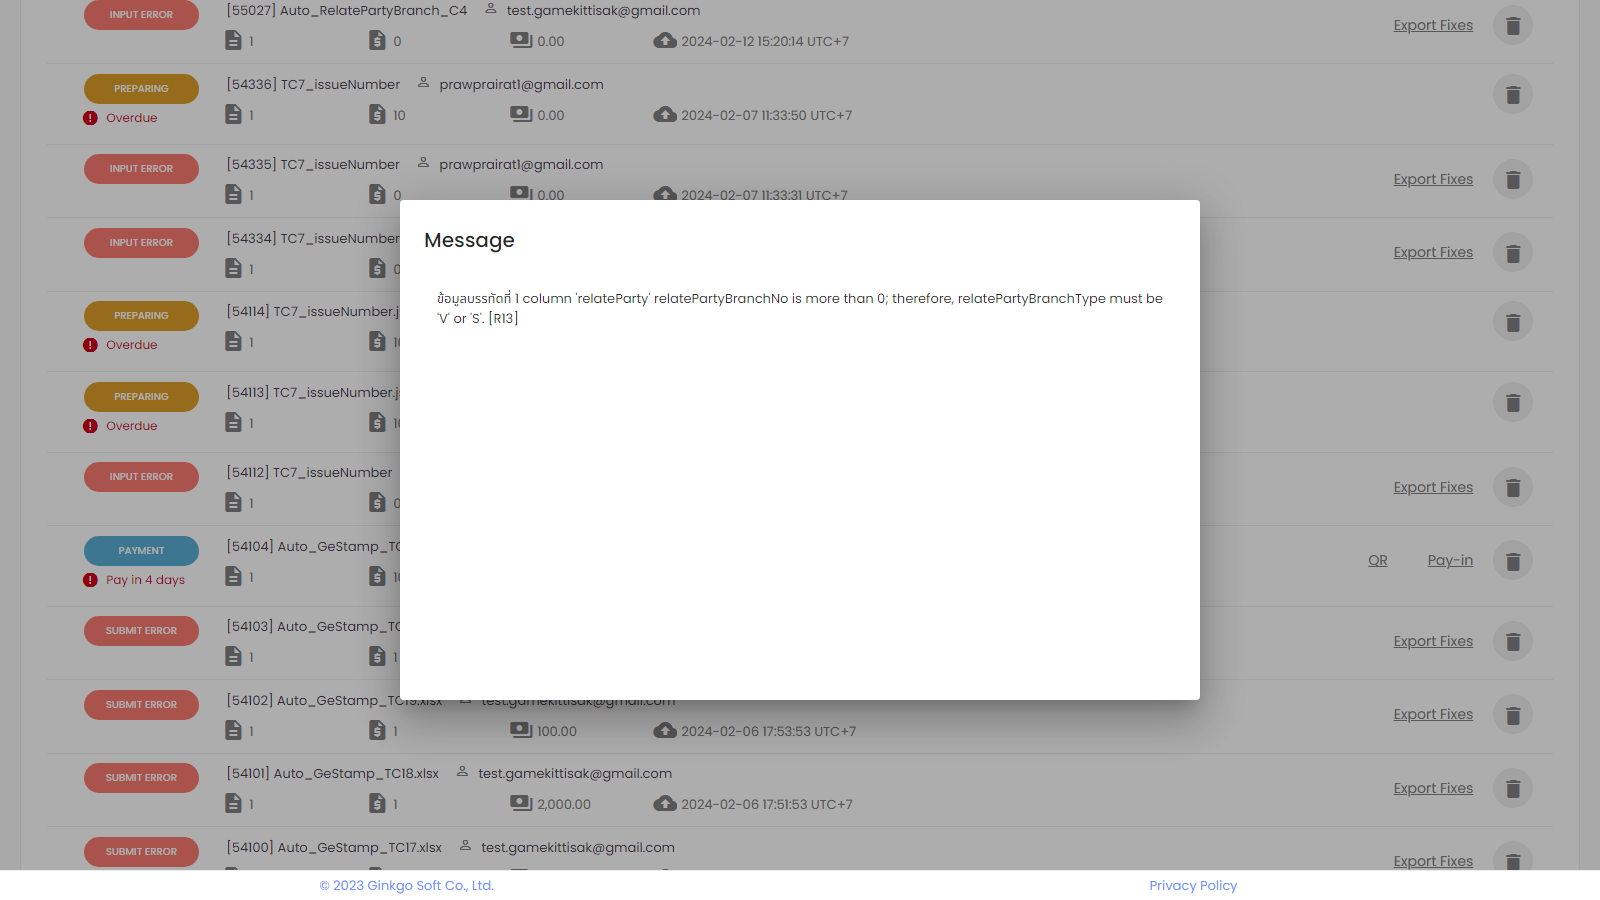 INPUT ERROR
[55027] Auto_RelatePartyBranch_C4 test.gamekittisak@gmail.com
Export Fixes
1 0 0.00 2024-02-12 15:20:14 UTC+7
PREPARING
[54336] TC7_issueNumber prawprairat1@gmail.com
Overdue
1 10 0.00 2024-02-07 11:33:50 UTC+7
INPUT ERROR
[54335] TC7_issueNumber prawprairat1@gmail.com
Export Fixes
1 0 0.00 2024-02-07 11:33:31 UTC+7
INPUT ERROR
[54334] TC7_issueNumber
Export Fixes
1
PREPARING
[54114] TC7_issueNumber.j
Overdue
1
PREPARING
[54113] TC7_issueNumber.j
Overdue
1
INPUT ERROR
[54112] TC7_issueNumber
Export Fixes
1
PAYMENT
[54104] Auto_GeStamp_TC
QR Pay-in
Pay in 4 days
1
SUBMIT ERROR
[54103] Auto_GeStamp_TC
Export Fixes
1 1
SUBMIT ERROR
[54102] Auto_GeStamp_TC19.xlsx test.gamekittisak@gmail.com
Export Fixes
1 1 100.00 2024-02-06 17:53:53 UTC+7
SUBMIT ERROR
[54101] Auto_GeStamp_TC18.xlsx test.gamekittisak@gmail.com
Export Fixes
1 1 2,000.00 2024-02-06 17:51:53 UTC+7
SUBMIT ERROR
[54100] Auto_GeStamp_TC17.xlsx test.gamekittisak@gmail.com
Export Fixes
Message
ข้อมูลบรรทัดที่ 1 column 'relateParty' relatePartyBranchNo is more than 0; therefore, relatePartyBranchType must be
'V' or 'S'. [R13]
© 2023 Ginkgo Soft Co., Ltd. Privacy Policy